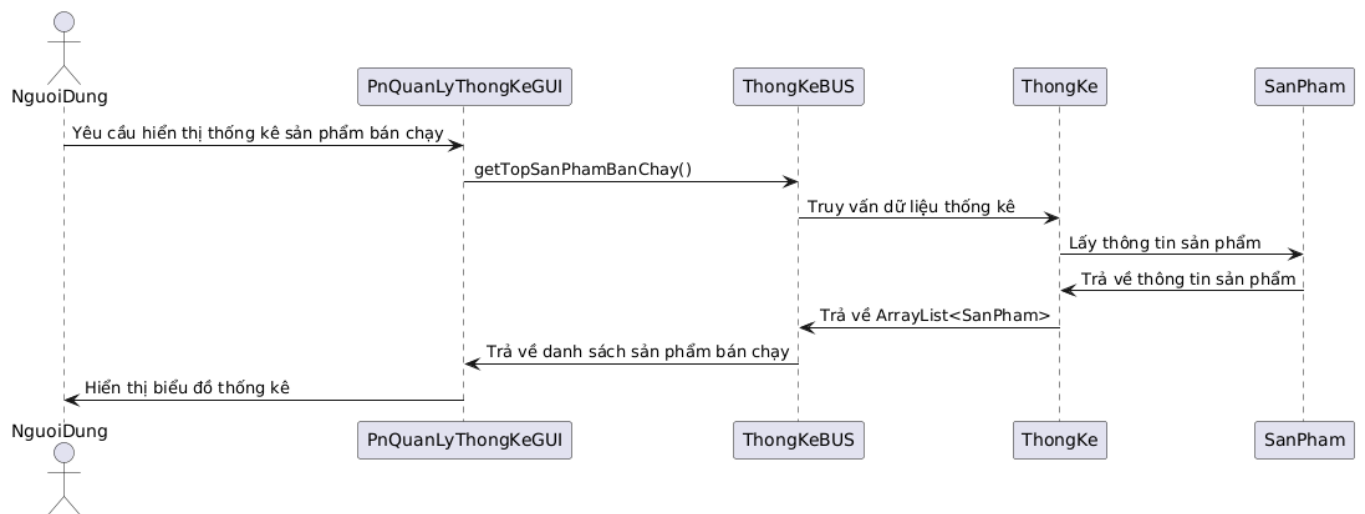 NguoiDung
PnQuanLyThongKeGUI
ThongKeBUS
ThongKe
SanPham
Yêu cầu hiển thị thống kê sản phẩm bán chạy
getTopSanPhamBanChay()
Truy vấn dữ liệu thống kê
Lấy thông tin sản phẩm
Trả về thông tin sản phẩm
Trả về ArrayList<SanPham>
Trả về danh sách sản phẩm bán chạy
Hiển thị biểu đồ thống kê
NguoiDung
PnQuanLyThongKeGUI
ThongKeBUS
ThongKe
SanPham